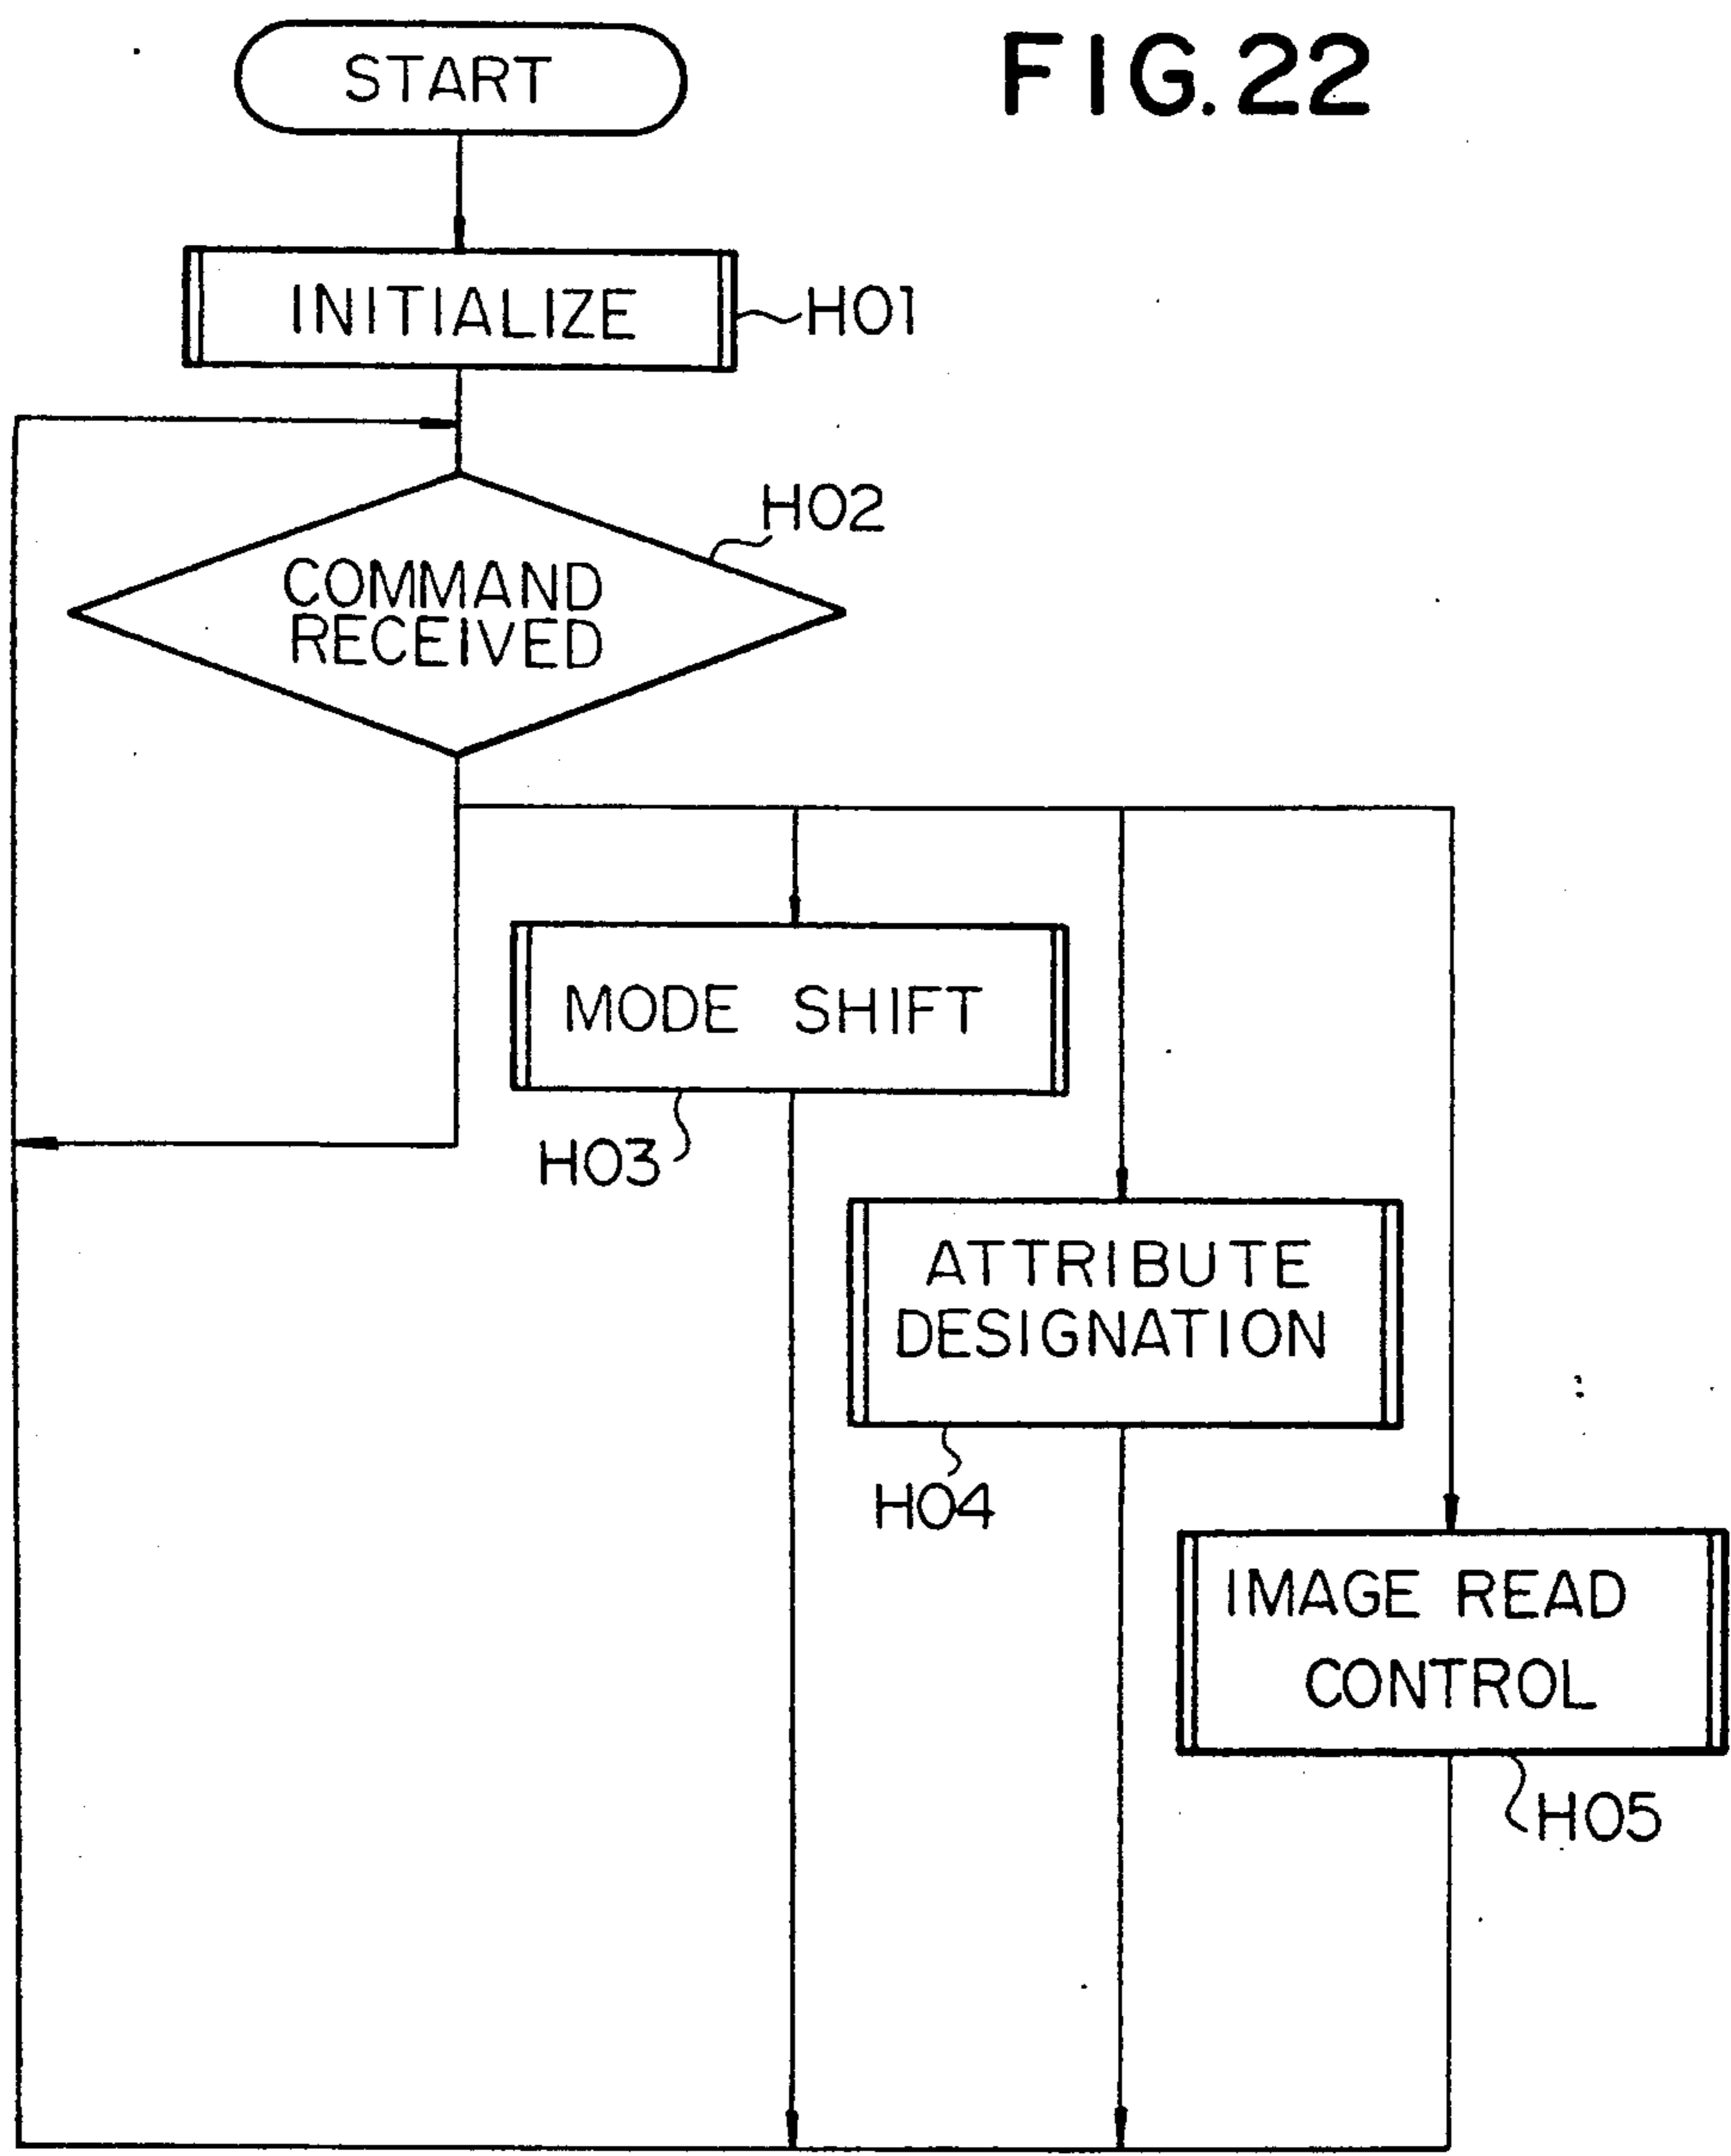 FIG.22
START
INITIALIZE
H01
H02
COMMAND
RECEIVED
MODE SHIFT
H03
ATTRIBUTE
DESIGNATION
H04
IMAGE READ
CONTROL
H05